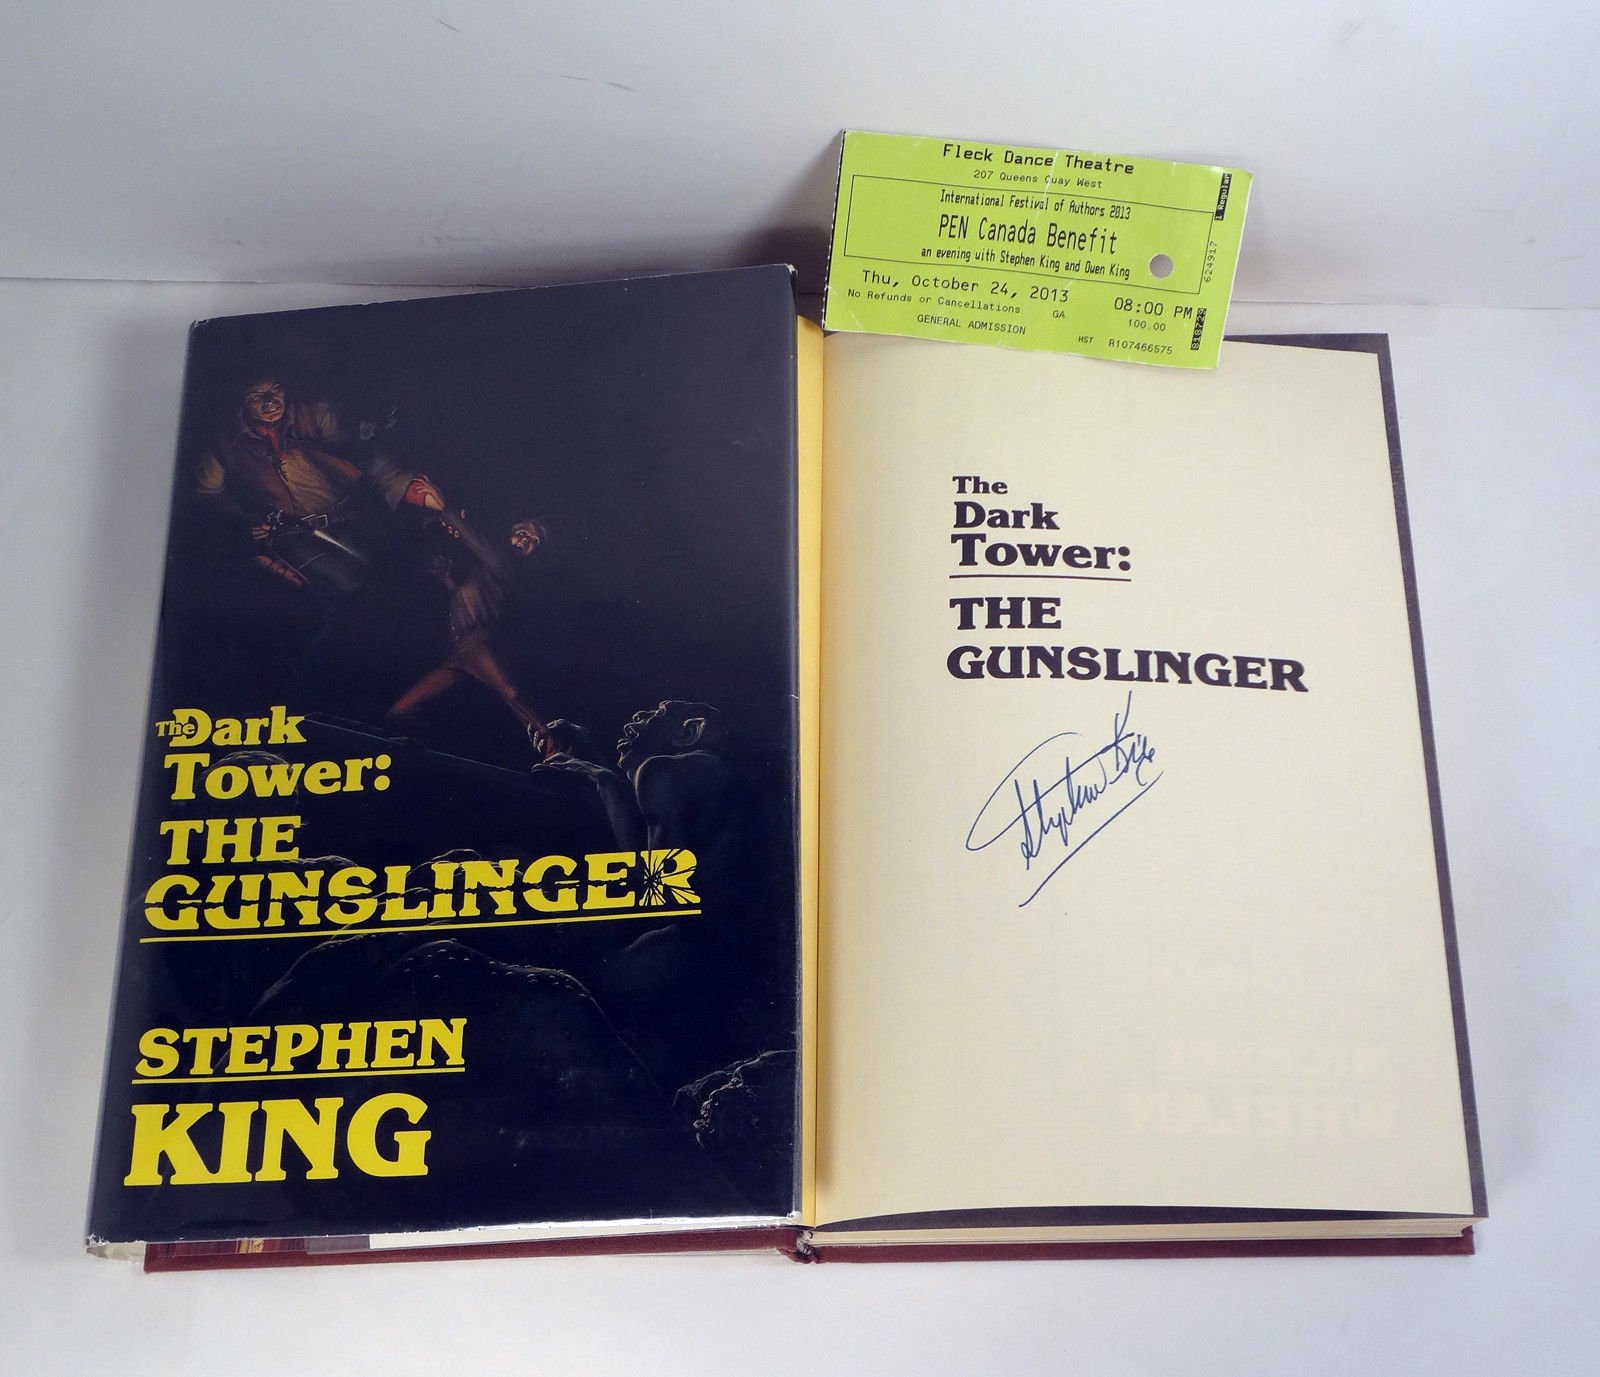 Fleck Dance Theatre
207 Queens Quay West
International Festival of Authors 2013
PEN Canada Benefit
an evening with Stephen King and Owen King
Thu, October 24, 2013 08:00 PM
No Refunds or Cancellations GA 100.00
GENERAL ADMISSION HST R107466575
1 Regular
624917
The Dark
Tower:
THE
GUNSLINGER
STEPHEN
KING
The
Dark
Tower:
THE
GUNSLINGER
Stephen King